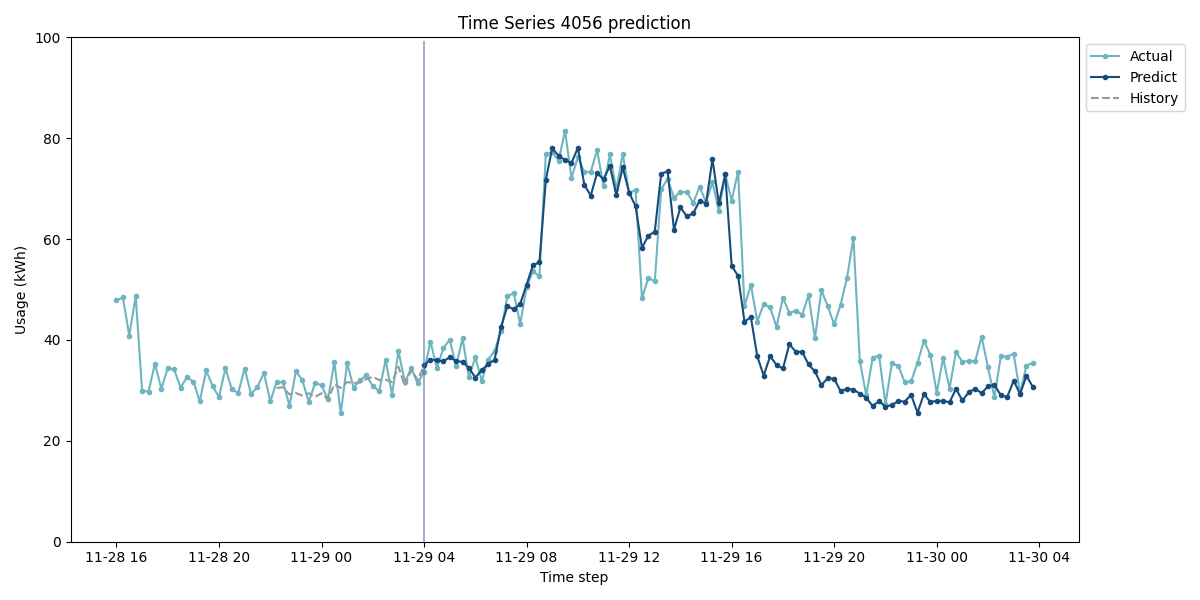 Time Series 4056 prediction
100
80
60
40
20
0
Usage (kWh)
11-28 16
11-28 20
11-29 00
11-29 04
11-29 08
11-29 12
11-29 16
11-29 20
11-30 00
11-30 04
Time step
Actual
Predict
History